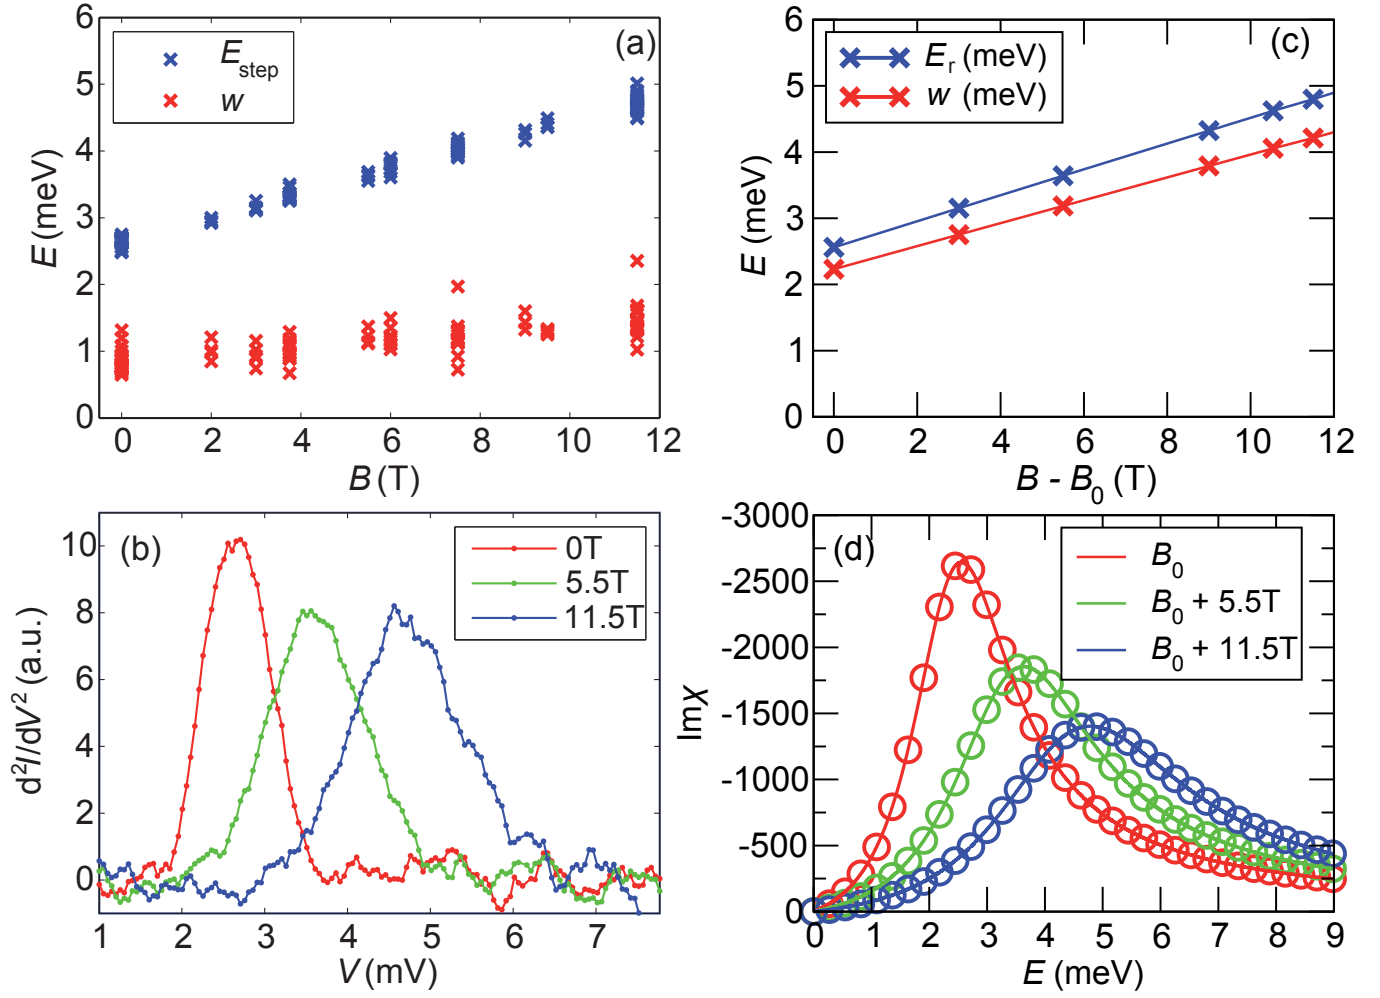 6
5
4
3
2
1
0
E (meV)
E_step
w
(a)
0 2 4 6 8 10 12
B (T)
6
5
4
3
2
1
0
E (meV)
E_r (meV)
w (meV)
(c)
0 2 4 6 8 10 12
B - B_0 (T)
10
8
6
4
2
0
d²I/dV² (a.u.)
(b)
0T
5.5T
11.5T
1 2 3 4 5 6 7
V (mV)
-3000
-2500
-2000
-1500
-1000
-500
0
Imχ
(d)
B_0
B_0 + 5.5T
B_0 + 11.5T
0 1 2 3 4 5 6 7 8 9
E (meV)